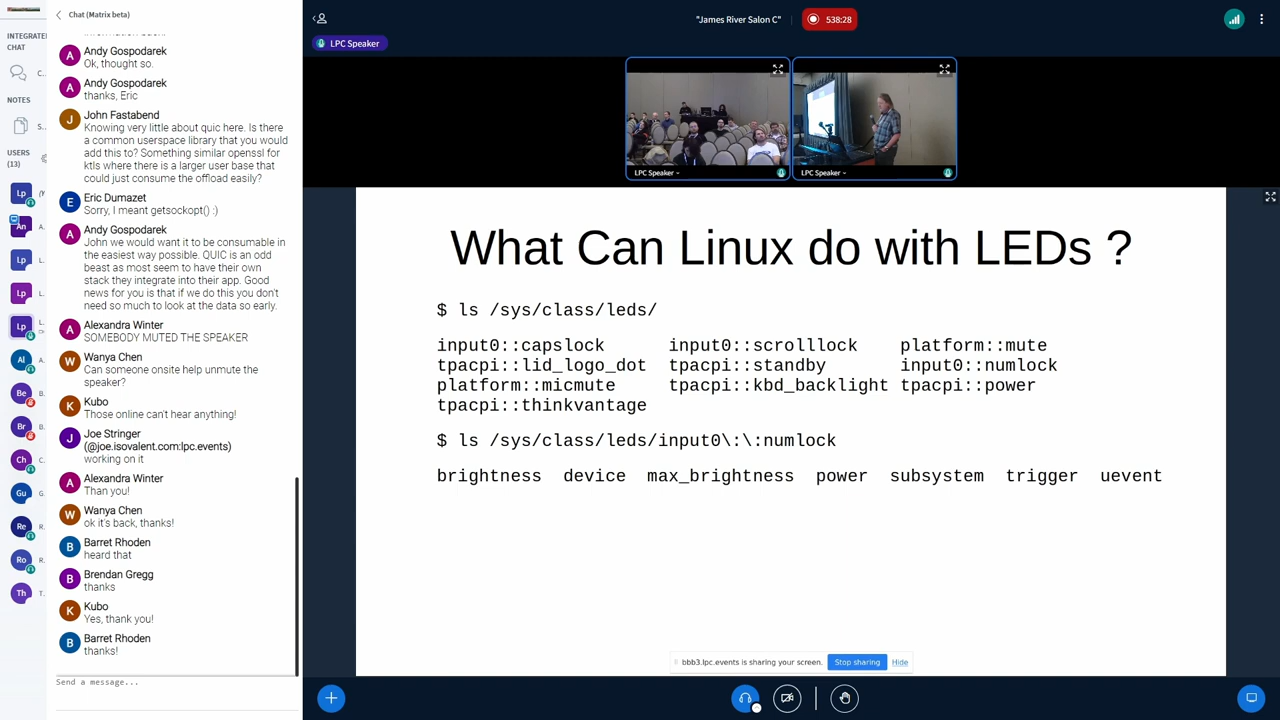 Chat (Matrix beta)
INTEGRATE
CHAT
C.
NOTES
S..
USERS
(13)
Andy Gospodarek
Ok, thought so.
Andy Gospodarek
thanks, Eric
John Fastabend
Knowing very little about quic here. Is there
a common userspace library that you would
add this to? Something similar openssl for
ktls where there is a larger user base that
could just consume the offload easily?
Eric Dumazet
Sorry, I meant getsockopt() :)
Andy Gospodarek
John we would want it to be consumable in
the easiest way possible. QUIC is an odd
beast as most seem to have their own
stack they integrate into their app. Good
news for you is that if we do this you don't
need so much to look at the data so early.
Alexandra Winter
SOMEBODY MUTED THE SPEAKER
Wanya Chen
Can someone onsite help unmute the
speaker?
Kubo
Those online can't hear anything!
Joe Stringer
(@joe.isovalent.com:lpc.events)
working on it
Alexandra Winter
Than you!
Wanya Chen
ok it's back, thanks!
Barret Rhoden
heard that
Brendan Gregg
thanks
Kubo
Yes, thank you!
Barret Rhoden
thanks!
Send a message...
"James River Salon C"
538:28
LPC Speaker
LPC Speaker
LPC Speaker
What Can Linux do with LEDs ?
$ ls /sys/class/leds/
input0::capslock input0::scrolllock platform::mute
tpacpi::lid_logo_dot tpacpi::standby input0::numlock
platform::micmute tpacpi::kbd_backlight tpacpi::power
tpacpi::thinkvantage
$ ls /sys/class/leds/input0\:\:numlock
brightness device max_brightness power subsystem trigger uevent
bbb3.lpc.events is sharing your screen. Stop sharing Hide